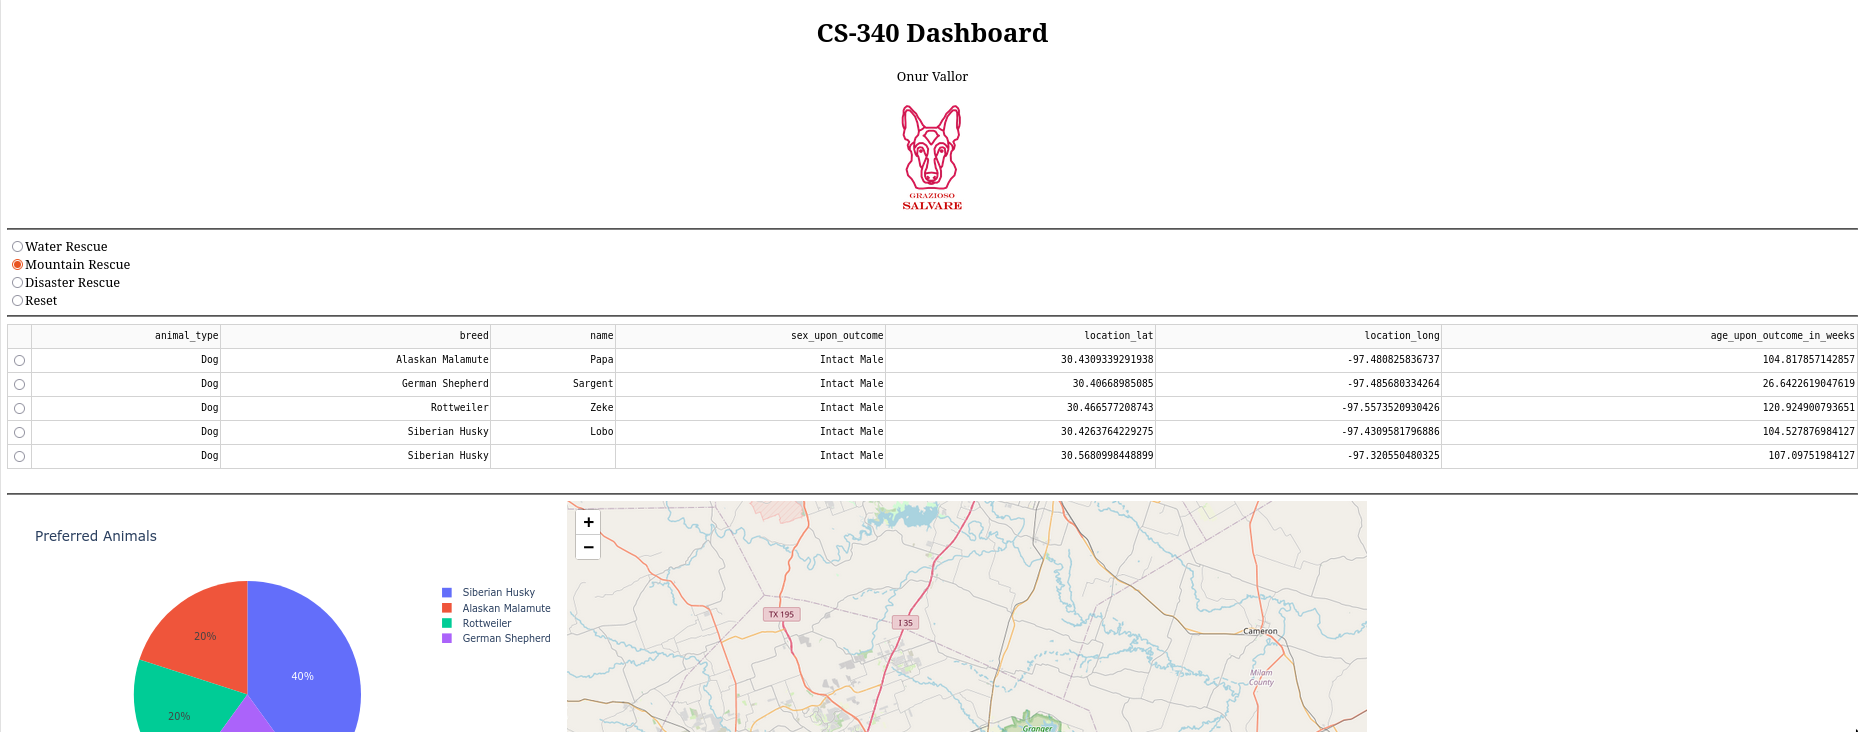 CS-340 Dashboard
Onur Vallor
GRAZIOSO
SALVARE
Water Rescue
Mountain Rescue
Disaster Rescue
Reset
animal_type breed name sex_upon_outcome location_lat location_long age_upon_outcome_in_weeks
Dog Alaskan Malamute Papa Intact Male 30.4309339291938 -97.480825836737 104.817857142857
Dog German Shepherd Sargent Intact Male 30.40668985085 -97.485680334264 26.6422619047619
Dog Rottweiler Zeke Intact Male 30.466577208743 -97.5573520930426 120.924900793651
Dog Siberian Husky Lobo Intact Male 30.4263764229275 -97.4309581796886 104.527876984127
Dog Siberian Husky Intact Male 30.5680998448899 -97.320550480325 107.09751984127
Preferred Animals
Siberian Husky
Alaskan Malamute
Rottweiler
German Shepherd
20%
40%
20%
+
−
TX 195
I 35
Cameron
Milam
County
Granger